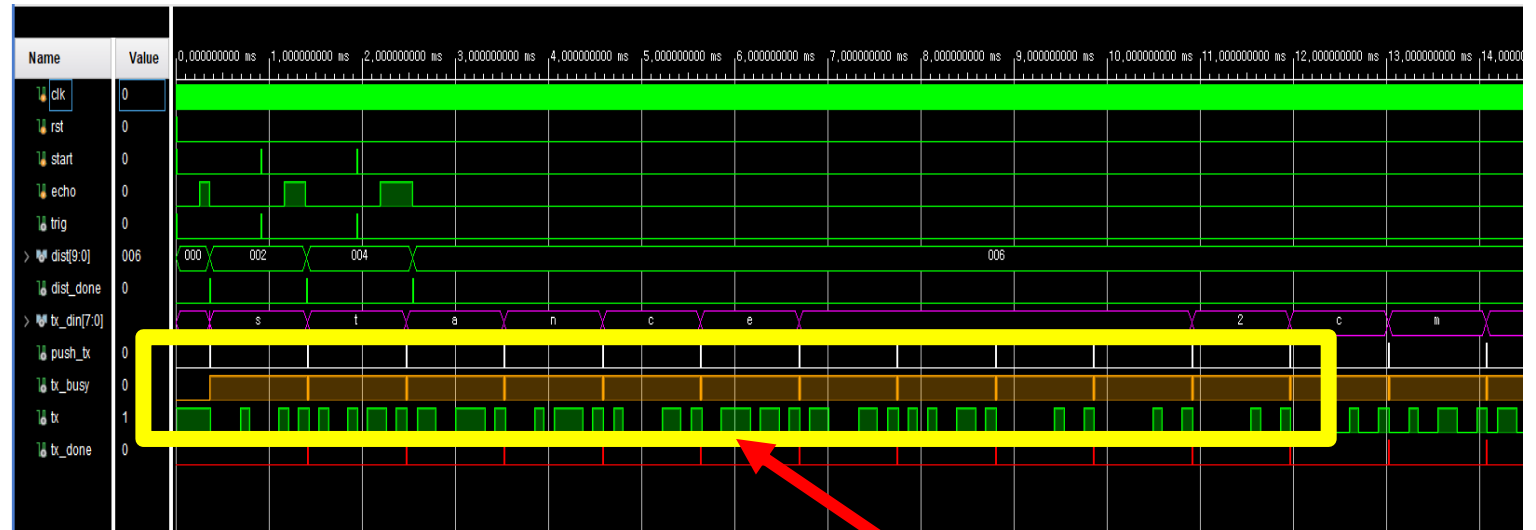 Name Value 0,000000000 ms 1,000000000 ms 2,000000000 ms 3,000000000 ms 4,000000000 ms 5,000000000 ms 6,000000000 ms 7,000000000 ms 8,000000000 ms 9,000000000 ms 10,000000000 ms 11,000000000 ms 12,000000000 ms 13,000000000 ms 14,00000
clk 0
rst 0
start 0
echo 0
trig 0
dist[9:0] 006 000 002 004 006
dist_done 0
tx_din[7:0] s t a n c e 2 c m
push_tx 0
tx_busy 0
tx 1
tx_done 0